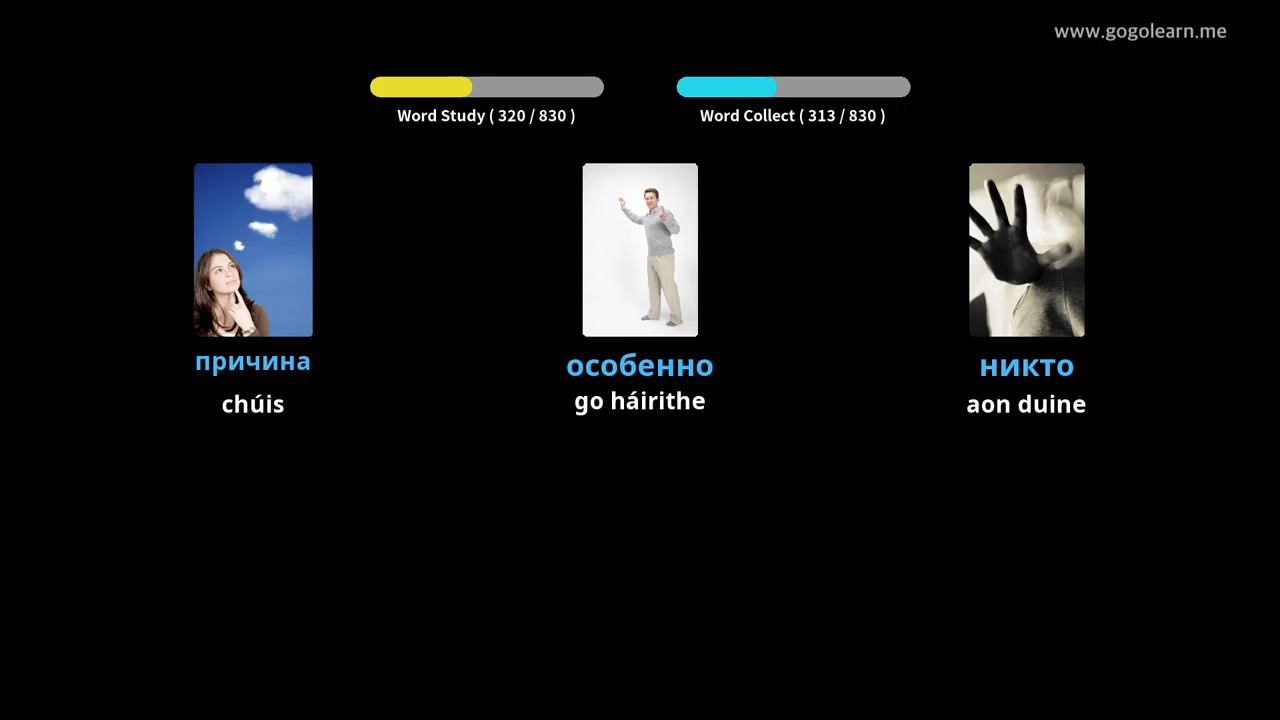 www.gogolearn.me
Word Study ( 320 / 830 )
Word Collect ( 313 / 830 )
причина
chúis
особенно
go háirithe
никто
aon duine